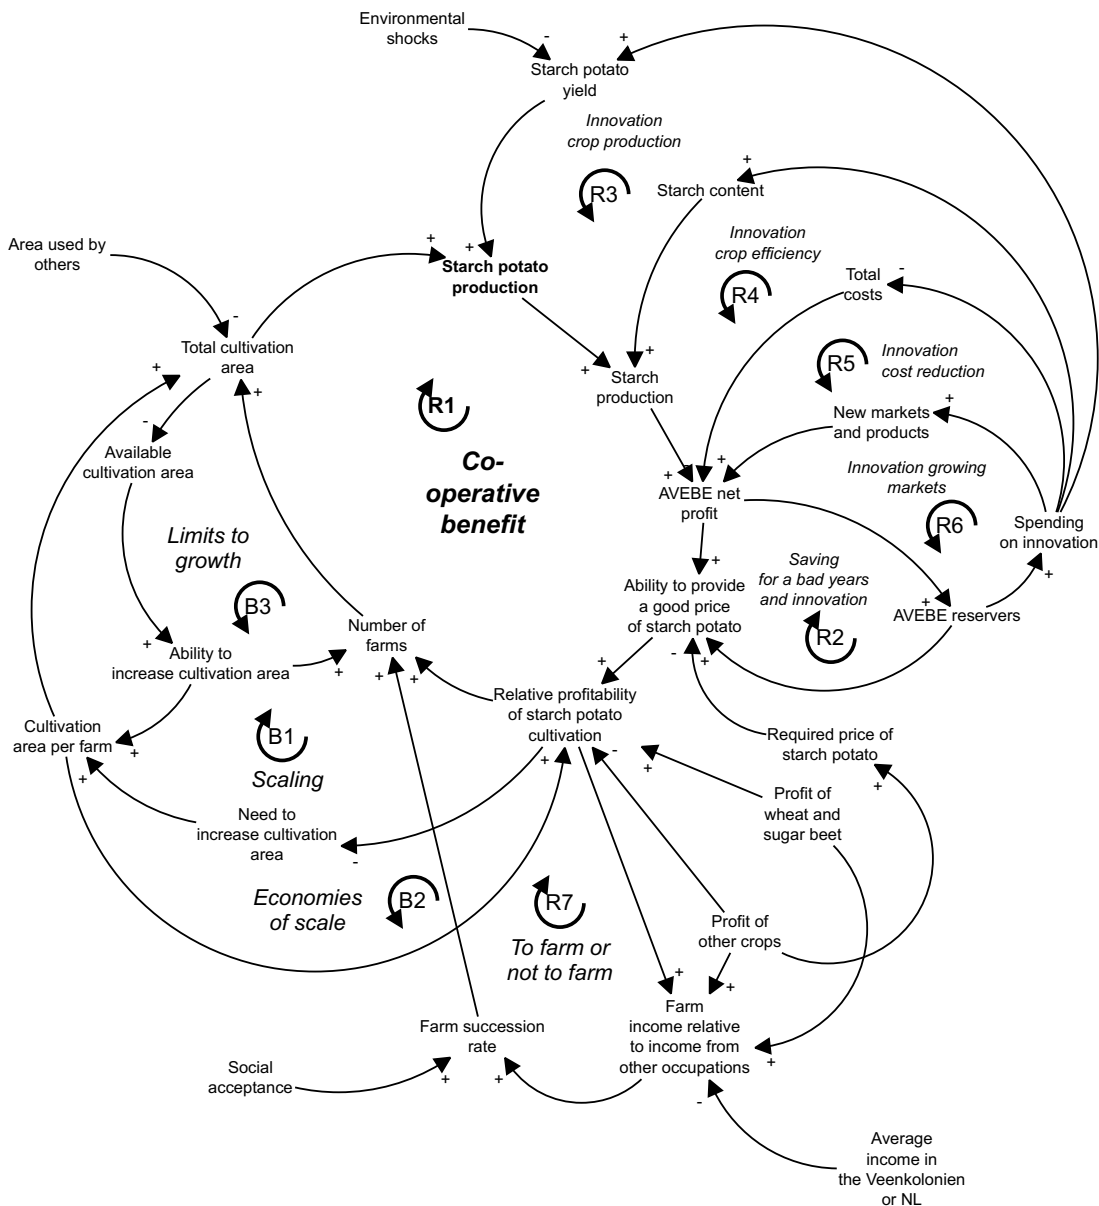 Environmental
shocks
-
+
Starch potato
yield
Innovation
crop production
R3
+
Starch content
Innovation
crop efficiency
R4
Area used by
others
+
+
Starch potato
production
Total
costs
-
-
Total cultivation
area
+
+
+
+
Starch
production
R5
Innovation
cost reduction
R1
Co-
operative
benefit
New markets
and products
+
-
Available
cultivation area
+
+
-
AVEBE net
profit
Innovation growing
markets
R6
Spending
on innovation
+
Limits to
growth
B3
+
Ability to provide
a good price
of starch potato
Saving
for a bad years
and innovation
R2
+
AVEBE reservers
Number of
farms
+
Ability to
increase cultivation area
+
+
+
+
-
+
Relative profitability
of starch potato
cultivation
Cultivation
area per farm
+
+
B1
Scaling
+
-
+
Required price of
starch potato
+
Profit of
wheat and
sugar beet
Need to
increase cultivation
area
-
Economies
of scale
B2
R7
To farm or
not to farm
Profit of
other crops
+
+
Farm
income relative
to income from
other occupations
+
Farm succession
rate
Social
acceptance
+
+
-
Average
income in
the Veenkolonien
or NL